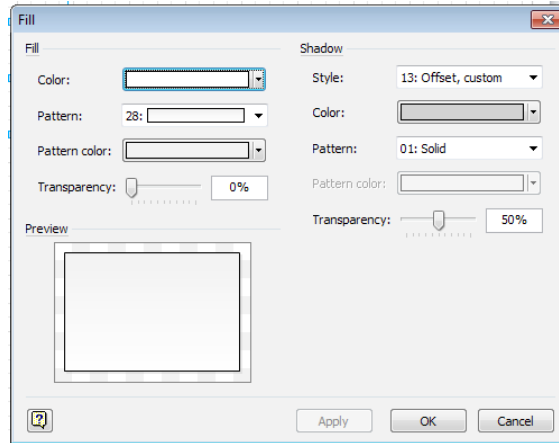 Fill
Fill
Color:
Pattern: 28:
Pattern color:
Transparency: 0%
Preview
Shadow
Style: 13: Offset, custom
Color:
Pattern: 01: Solid
Pattern color:
Transparency: 50%
Apply OK Cancel